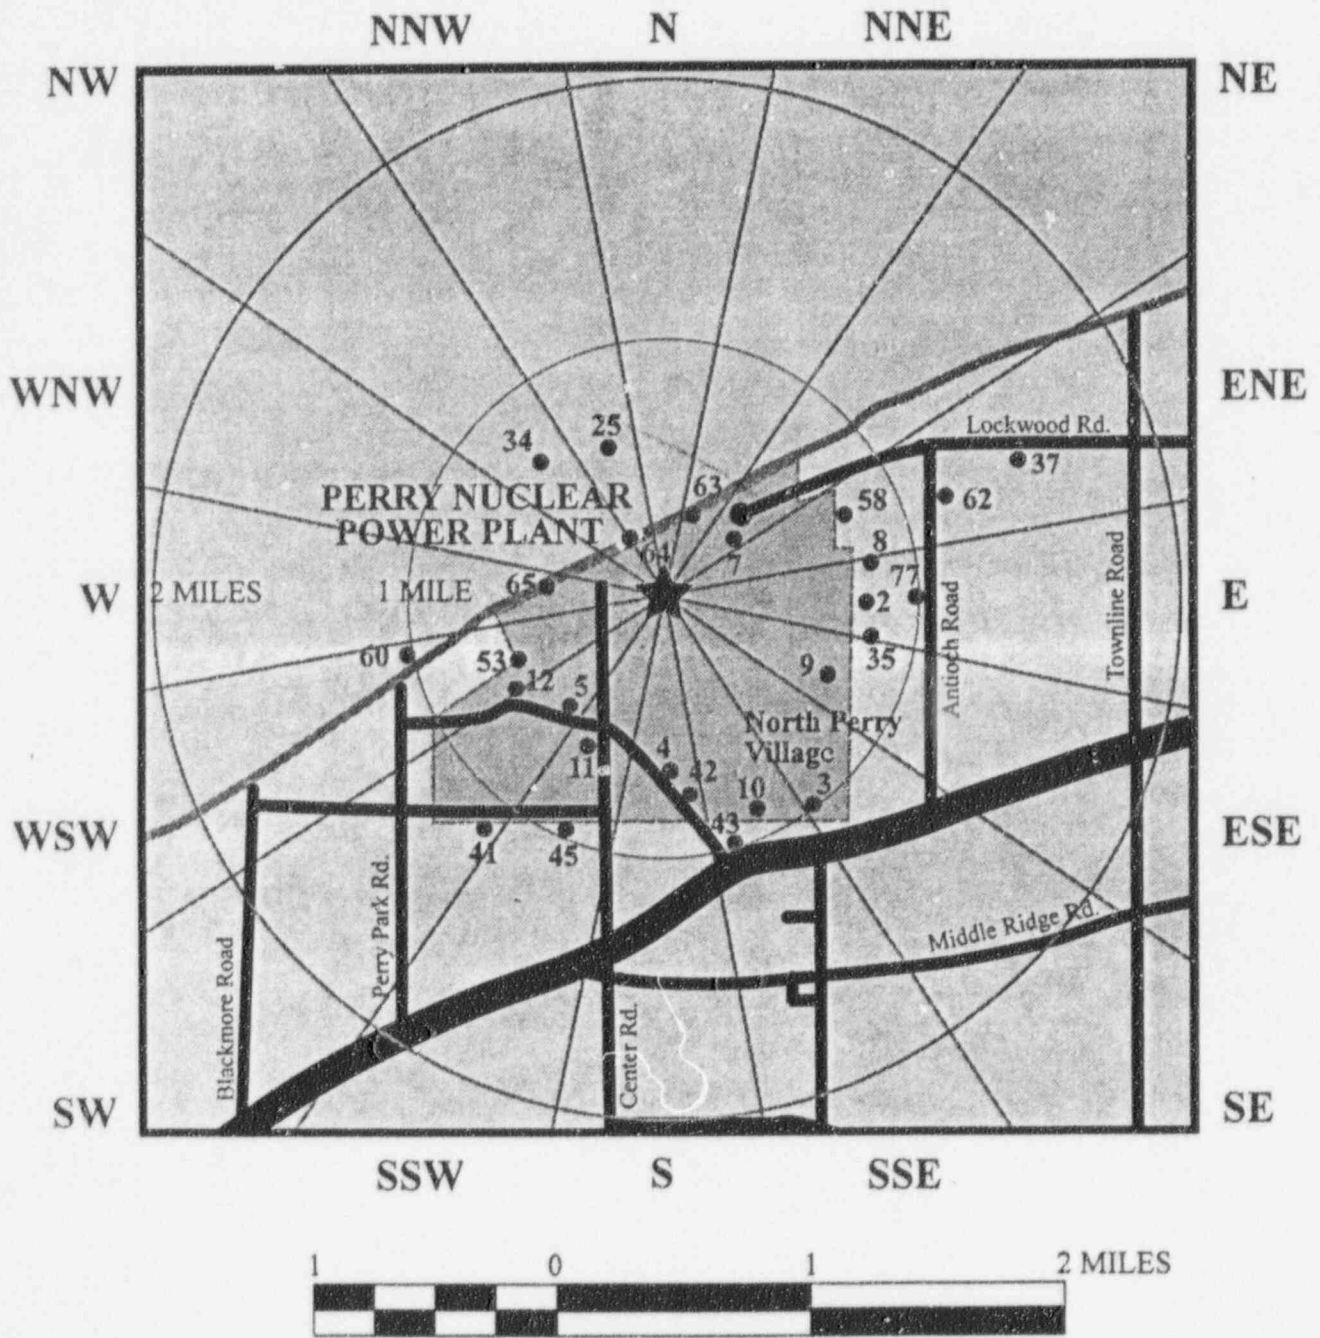 NNW N NNE
NW NE
WNW ENE
Lockwood Rd.
25
34 37
63
PERRY NUCLEAR 58 62
POWER PLANT
64 7 8
65 77
W 2 MILES 1 MILE 2 E
60 53 35
12 5 9
Antioch Road
Townline Road
North Perry
Village
4
11 42
10 3
WSW 43 ESE
41 45
Perry Park Rd.
Middle Ridge Rd.
Blackmore Road
Center Rd.
SW SE
SSW S SSE
1 0 1 2 MILES